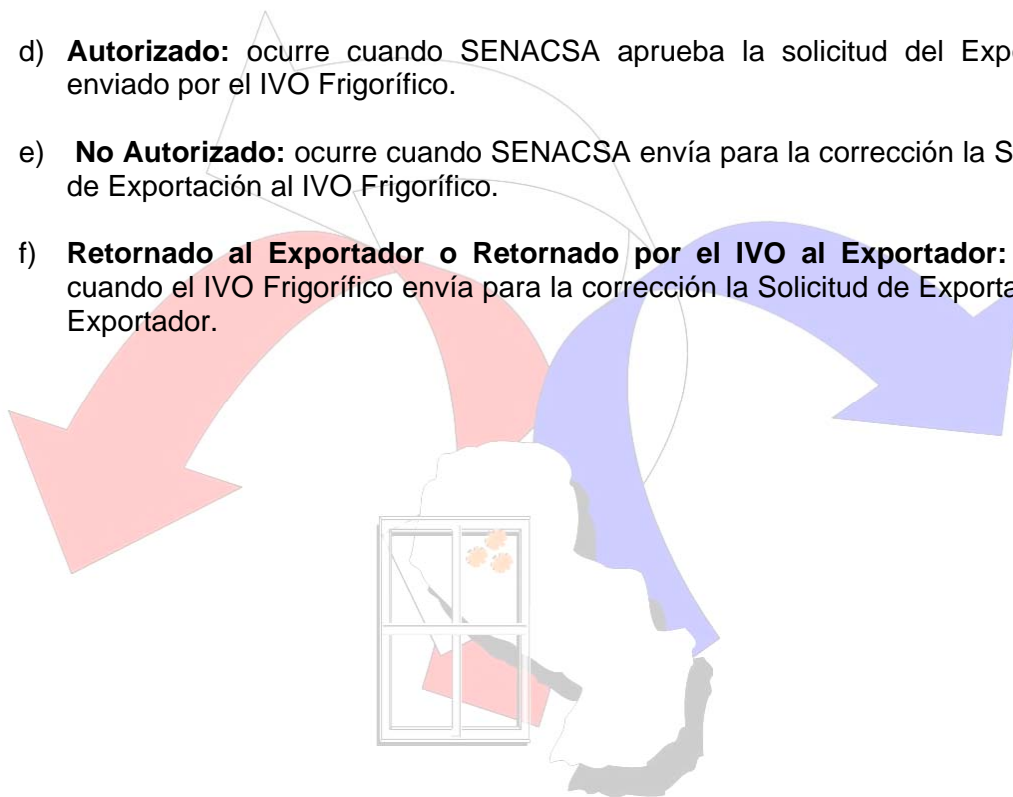 d) Autorizado: ocurre cuando SENACSA aprueba la solicitud del Expo
enviado por el IVO Frigorífico.
e) No Autorizado: ocurre cuando SENACSA envía para la corrección la S
de Exportación al IVO Frigorífico.
f) Retornado al Exportador o Retornado por el IVO al Exportador:
cuando el IVO Frigorífico envía para la corrección la Solicitud de Exporta
Exportador.